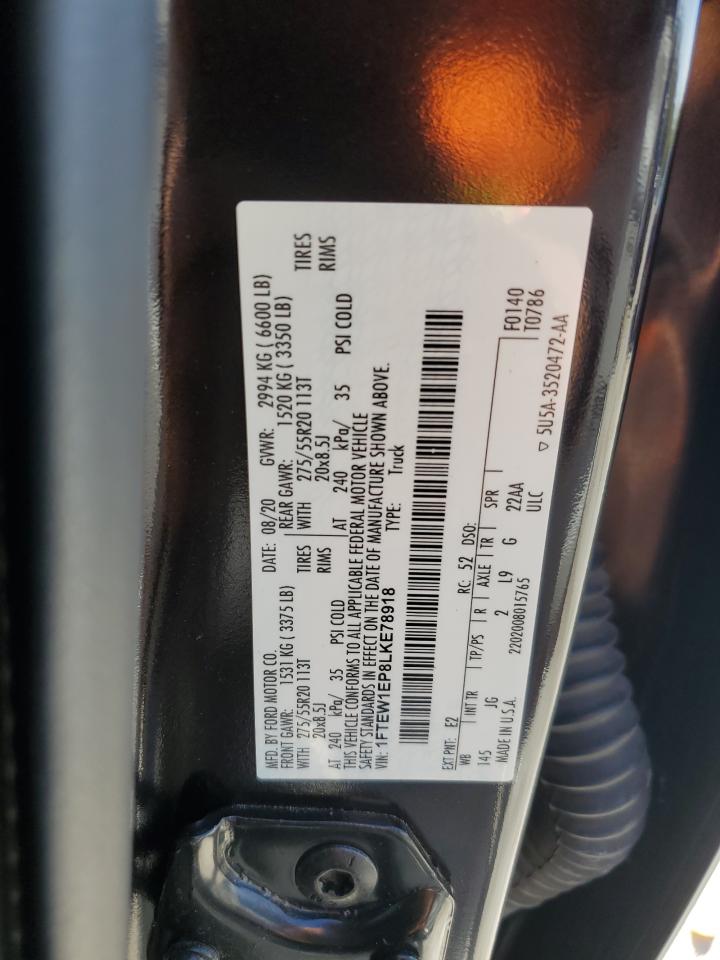 MFD. BY FORD MOTOR CO.
DATE: 08/20 GVWR: 2994 KG ( 6600 LB)
FRONT GAWR: 1531 KG ( 3375 LB) REAR GAWR: 1520 KG ( 3350 LB)
WITH 275/55R20 113T TIRES WITH 275/55R20 113T TIRES
20x8.5J RIMS 20x8.5J RIMS
AT 240 kPa/ 35 PSI COLD AT 240 kPa/ 35 PSI COLD
THIS VEHICLE CONFORMS TO ALL APPLICABLE FEDERAL MOTOR VEHICLE
SAFETY STANDARDS IN EFFECT ON THE DATE OF MANUFACTURE SHOWN ABOVE.
VIN: 1FTEW1EP8LKE78918 TYPE: Truck
EXT PNT: E2 RC: 52 DSO:
WB INT TR TP/PS R AXLE TR SPR F0140
145 JG 2 L9 G 22AA T0786
MADE IN U.S.A. 2202008015765 ULC
▽ 5U5A-3520472-AA